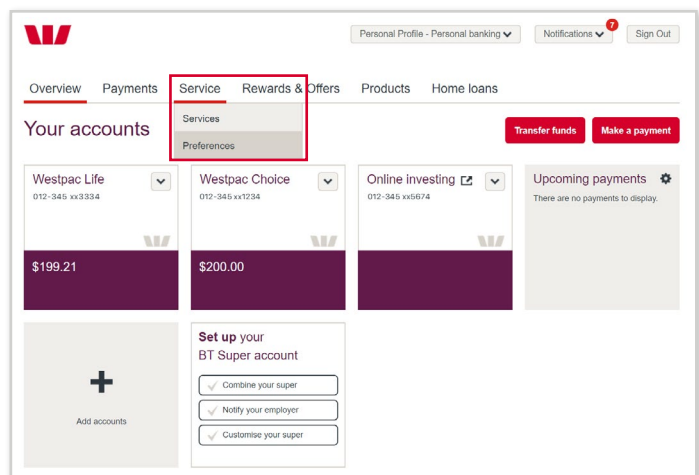 Personal Profile - Personal banking
Notifications
7
Sign Out
Overview Payments Service Rewards & Offers Products Home loans
Services
Preferences
Your accounts
Transfer funds
Make a payment
Westpac Life
012-345 xx3334
$199.21
Westpac Choice
012-345 xx1234
$200.00
Online investing
012-345 xx5674
Upcoming payments
There are no payments to display.
Add accounts
Set up your
BT Super account
Combine your super
Notify your employer
Customise your super